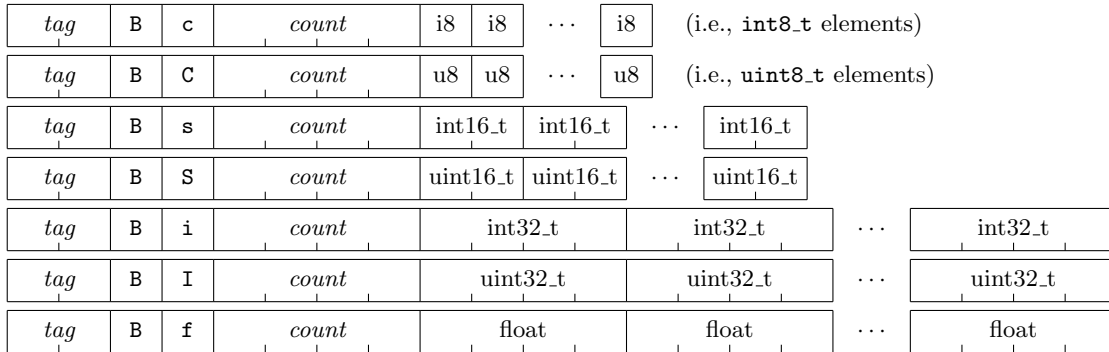 tag B c count i8 i8 ··· i8 (i.e., int8_t elements)
tag B C count u8 u8 ··· u8 (i.e., uint8_t elements)
tag B s count int16_t int16_t ··· int16_t
tag B S count uint16_t uint16_t ··· uint16_t
tag B i count int32_t int32_t ··· int32_t
tag B I count uint32_t uint32_t ··· uint32_t
tag B f count float float ··· float